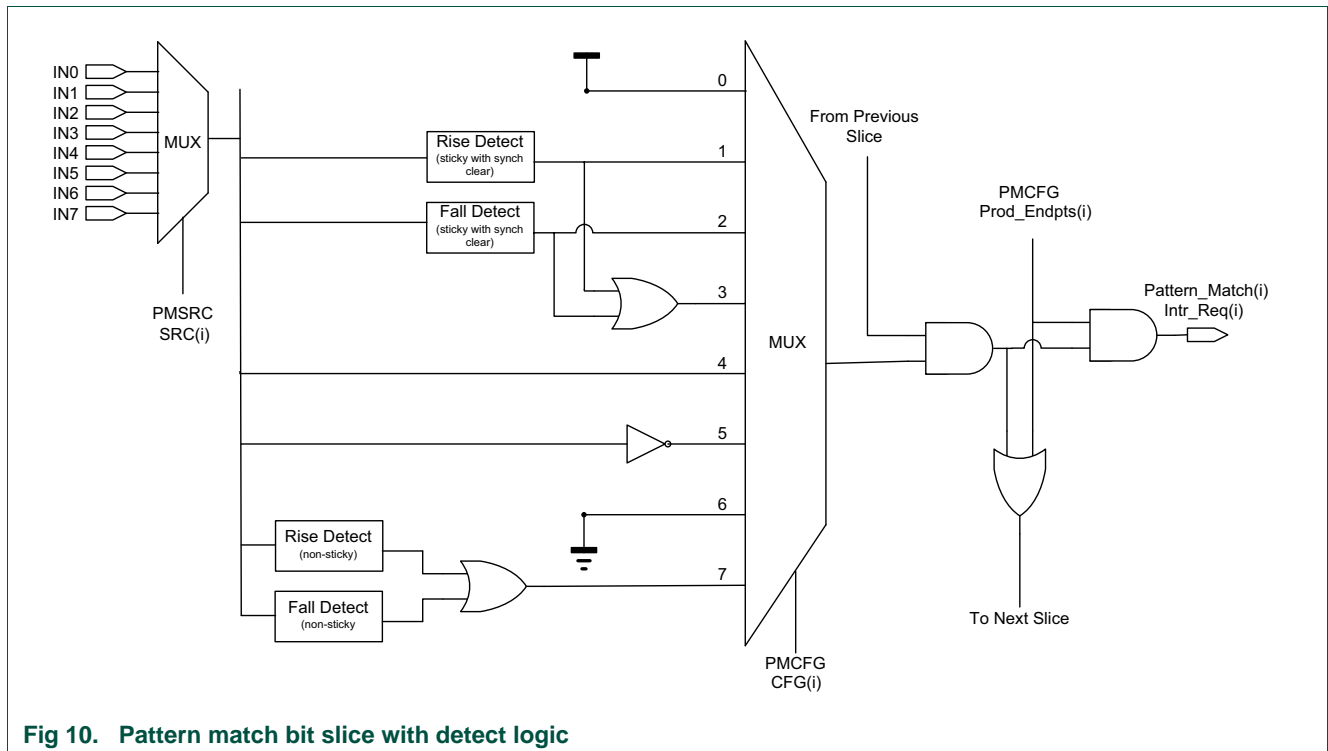 IN0
IN1
IN2
IN3
IN4
IN5
IN6
IN7
MUX
PMSRC
SRC(i)
Rise Detect
(sticky with synch
clear)
Fall Detect
(sticky with synch
clear)
Rise Detect
(non-sticky)
Fall Detect
(non-sticky
0
1
2
3
4
5
6
7
MUX
PMCFG
CFG(i)
From Previous
Slice
PMCFG
Prod_Endpts(i)
Pattern_Match(i)
Intr_Req(i)
To Next Slice
Fig 10. Pattern match bit slice with detect logic